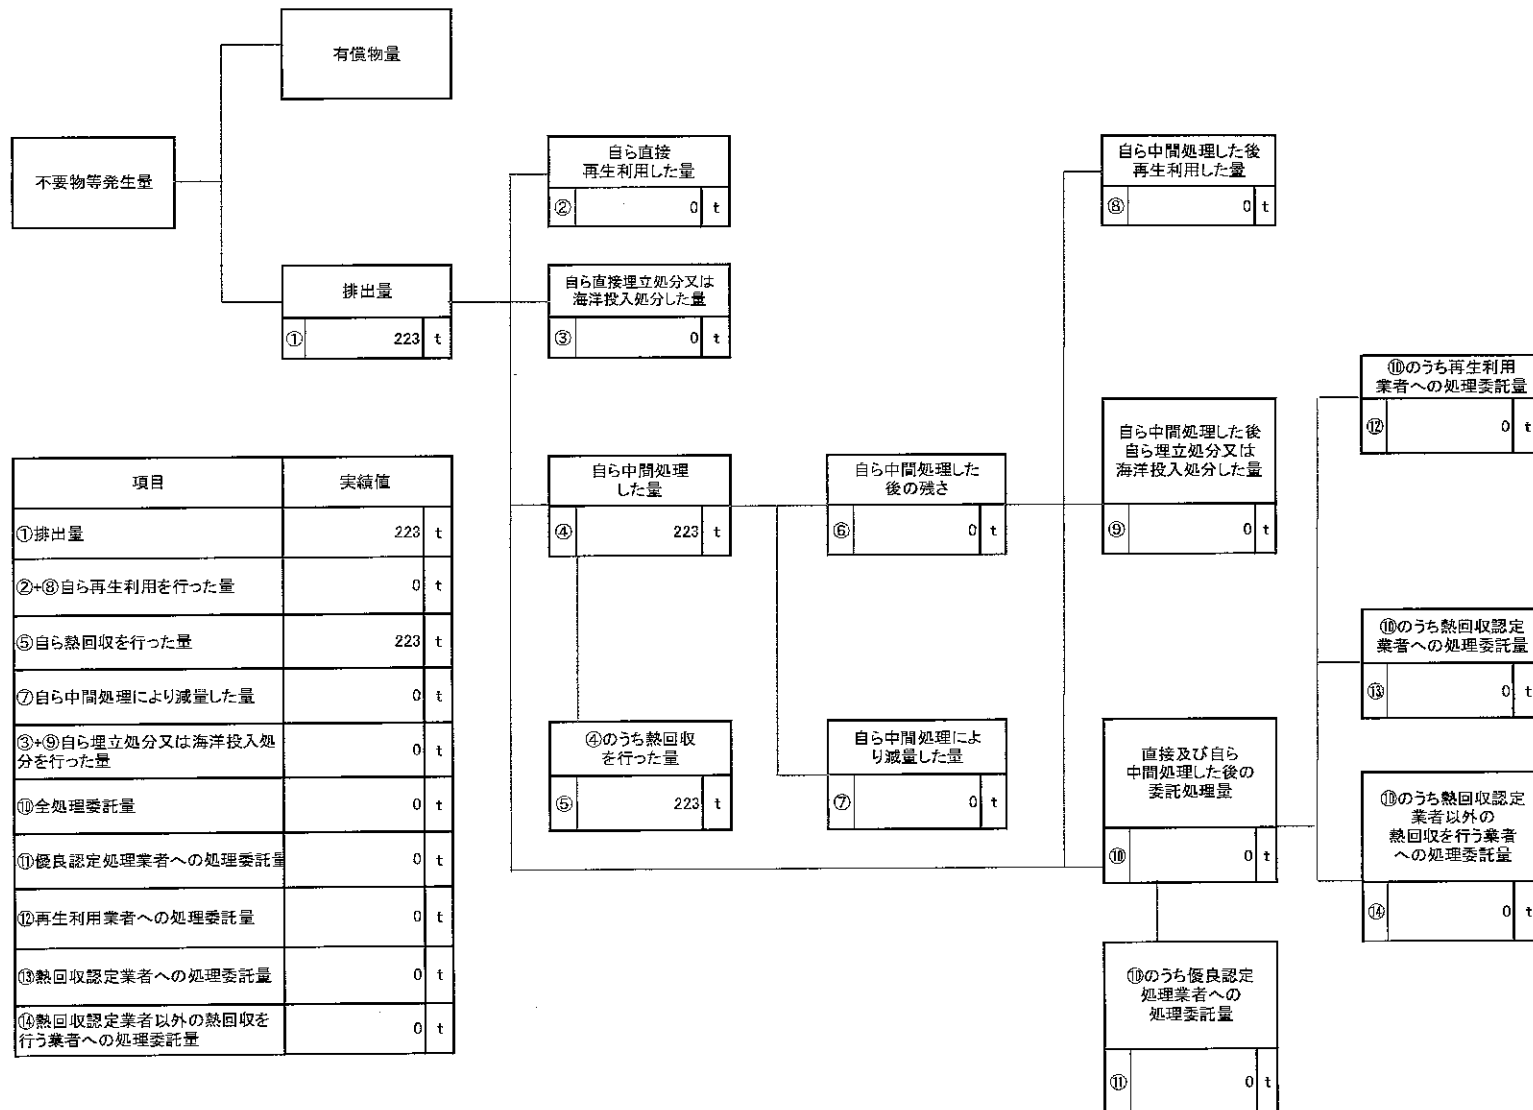 有償物量
不要物等発生量
排出量
① 223 t
自ら直接
再生利用した量
② 0 t
自ら直接埋立処分又は
海洋投入処分した量
③ 0 t
自ら中間処理
した量
④ 223 t
④のうち熱回収
を行った量
⑤ 223 t
自ら中間処理した
後の残さ
⑥ 0 t
自ら中間処理によ
り減量した量
⑦ 0 t
自ら中間処理した後
再生利用した量
⑧ 0 t
自ら中間処理した後
自ら埋立処分又は
海洋投入処分した量
⑨ 0 t
直接及び自ら
中間処理した後の
委託処理量
⑩ 0 t
⑩のうち優良認定
処理業者への
処理委託量
⑪ 0 t
⑩のうち再生利用
業者への処理委託量
⑫ 0 t
⑩のうち熱回収認定
業者への処理委託量
⑬ 0 t
⑩のうち熱回収認定
業者以外の
熱回収を行う業者
への処理委託量
⑭ 0 t
項目 実績値
①排出量 223 t
②+⑧自ら再生利用を行った量 0 t
⑤自ら熱回収を行った量 223 t
⑦自ら中間処理により減量した量 0 t
③+⑨自ら埋立処分又は海洋投入処
分を行った量 0 t
⑩全処理委託量 0 t
⑪優良認定処理業者への処理委託量 0 t
⑫再生利用業者への処理委託量 0 t
⑬熱回収認定業者への処理委託量 0 t
⑭熱回収認定業者以外の熱回収を
行う業者への処理委託量 0 t